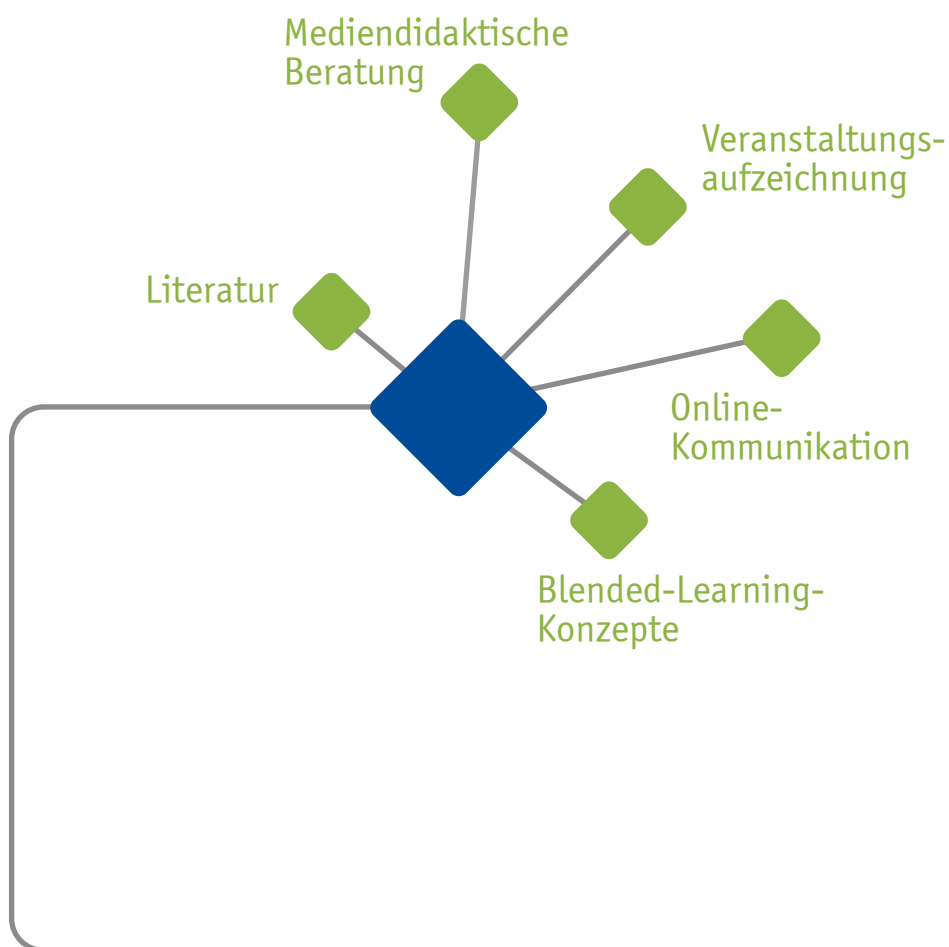 Mediendidaktische
Beratung
Veranstaltungs-
aufzeichnung
Literatur
Online-
Kommunikation
Blended-Learning-
Konzepte